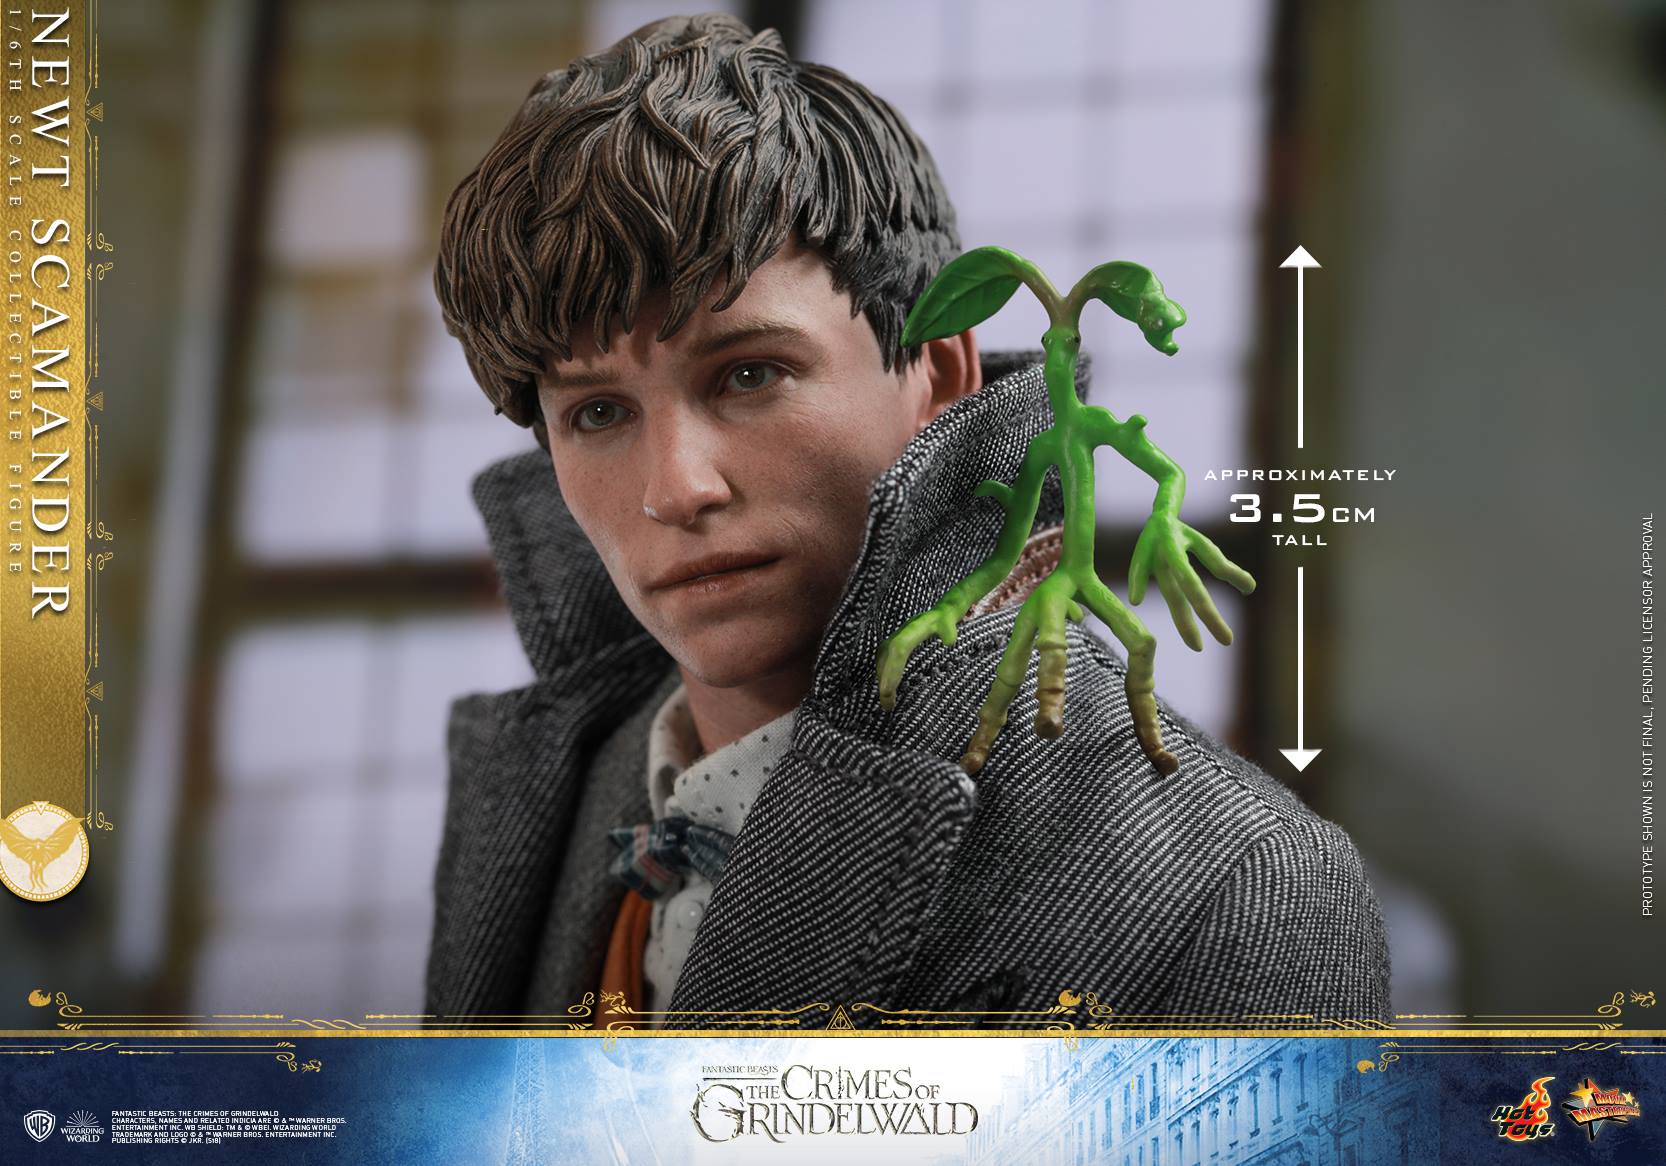 NEWT SCAMANDER
1/6TH SCALE COLLECTIBLE FIGURE
APPROXIMATELY
3.5CM
TALL
PROTOTYPE SHOWN IS NOT FINAL, PENDING LICENSOR APPROVAL
FANTASTIC BEASTS
THE CRIMES OF
GRINDELWALD
WB
WIZARDING
WORLD
FANTASTIC BEASTS: THE CRIMES OF GRINDELWALD
CHARACTERS, NAMES AND RELATED INDICIA ARE © & ™ WARNER BROS.
ENTERTAINMENT INC. WB SHIELD: TM & © WBEI. WIZARDING WORLD
TRADEMARK AND LOGO © & ™ WARNER BROS. ENTERTAINMENT INC.
PUBLISHING RIGHTS © JKR. (S18)
Hot
Toys
Movie
Masterpiece